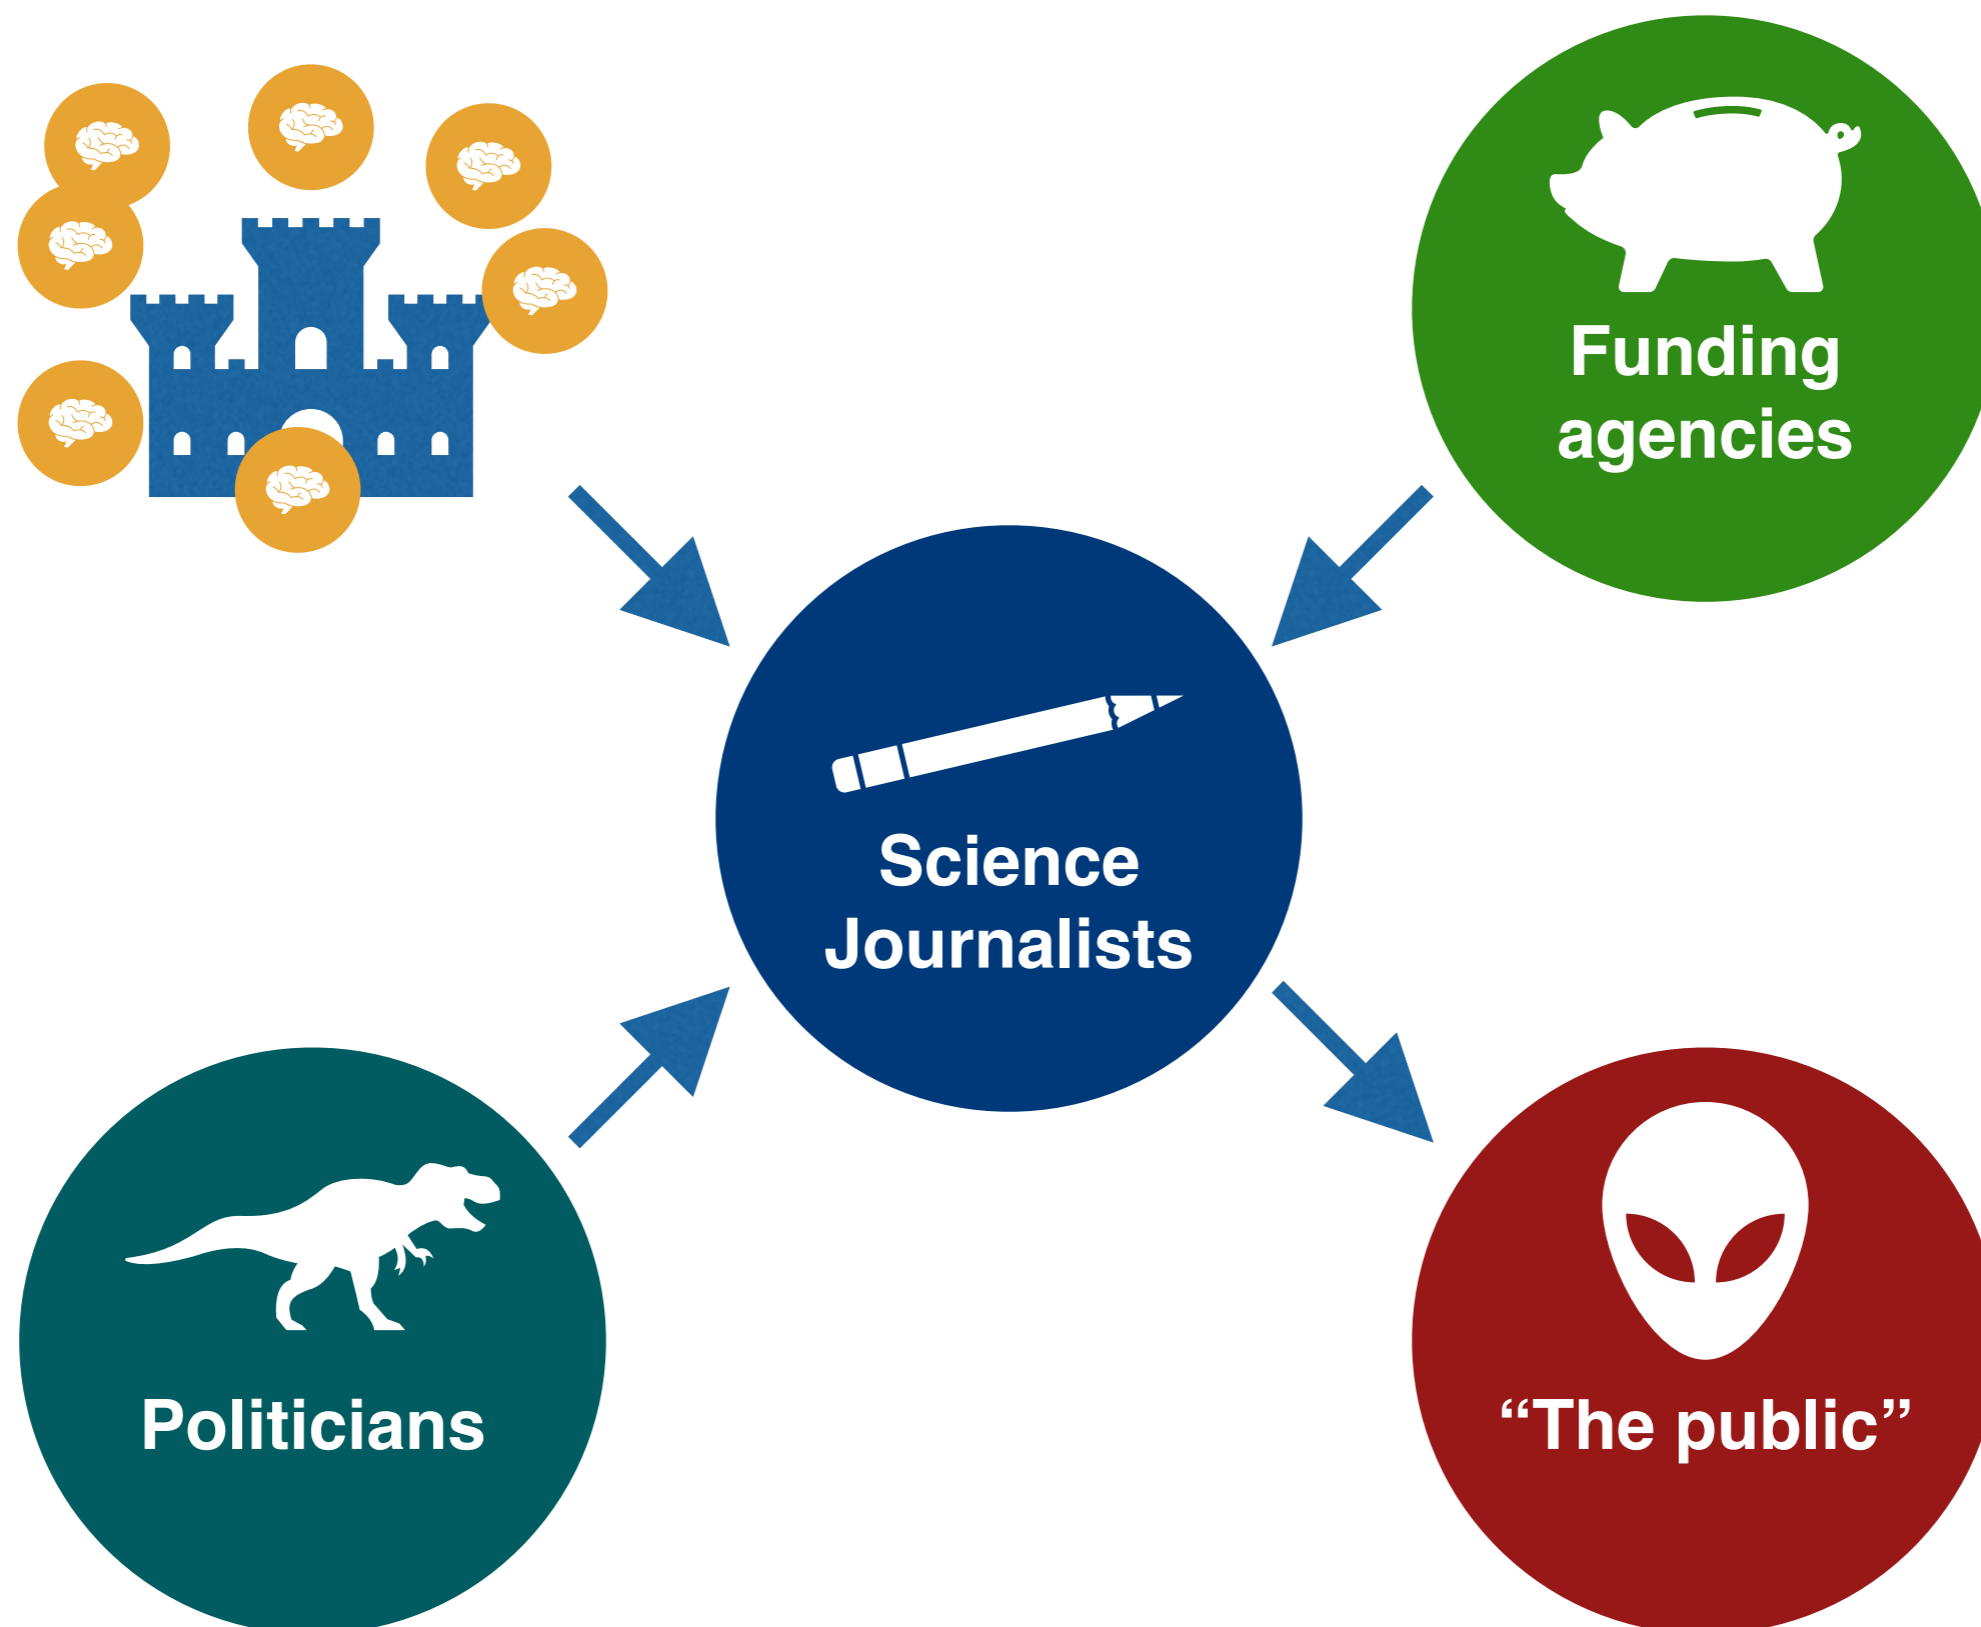 Funding
agencies
Science
Journalists
Politicians
“The public”